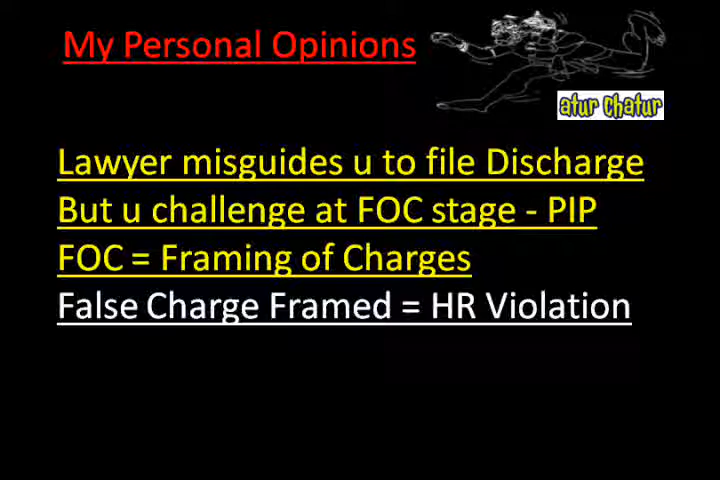 My Personal Opinions
atur chatur
Lawyer misguides u to file Discharge
But u challenge at FOC stage - PIP
FOC = Framing of Charges
False Charge Framed = HR Violation